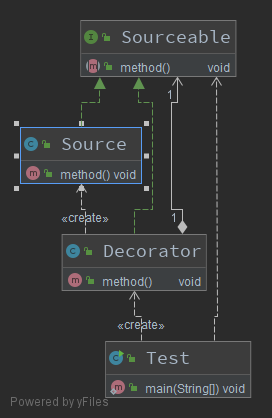 Sourceable
method() void
1
Source
method() void
«create»
1
Decorator
method() void
«create»
Test
main(String[]) void
Powered by yFiles